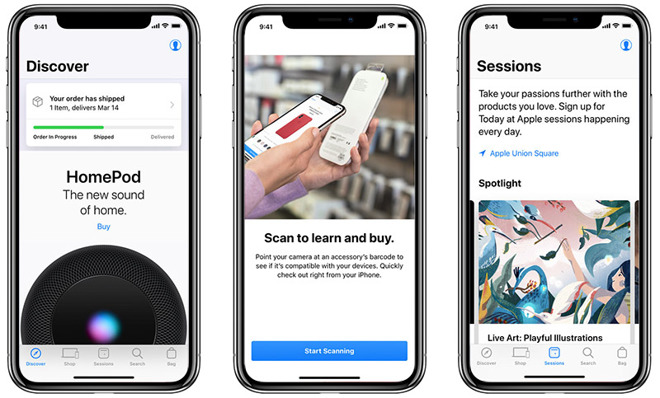 9:41
Discover
Your order has shipped
1 Item, delivers Mar 14
Order In Progress Shipped Delivered
HomePod
The new sound
of home.
Buy
Discover Shop Sessions Search Bag
9:41
Scan to learn and buy.
Point your camera at an accessory's barcode to
see if it's compatible with your devices. Quickly
check out right from your iPhone.
Start Scanning
9:41
Sessions
Take your passions further with the
products you love. Sign up for
Today at Apple sessions happening
every day.
Apple Union Square
Spotlight
Live Art: Playful Illustrations
Discover Shop Sessions Search Bag